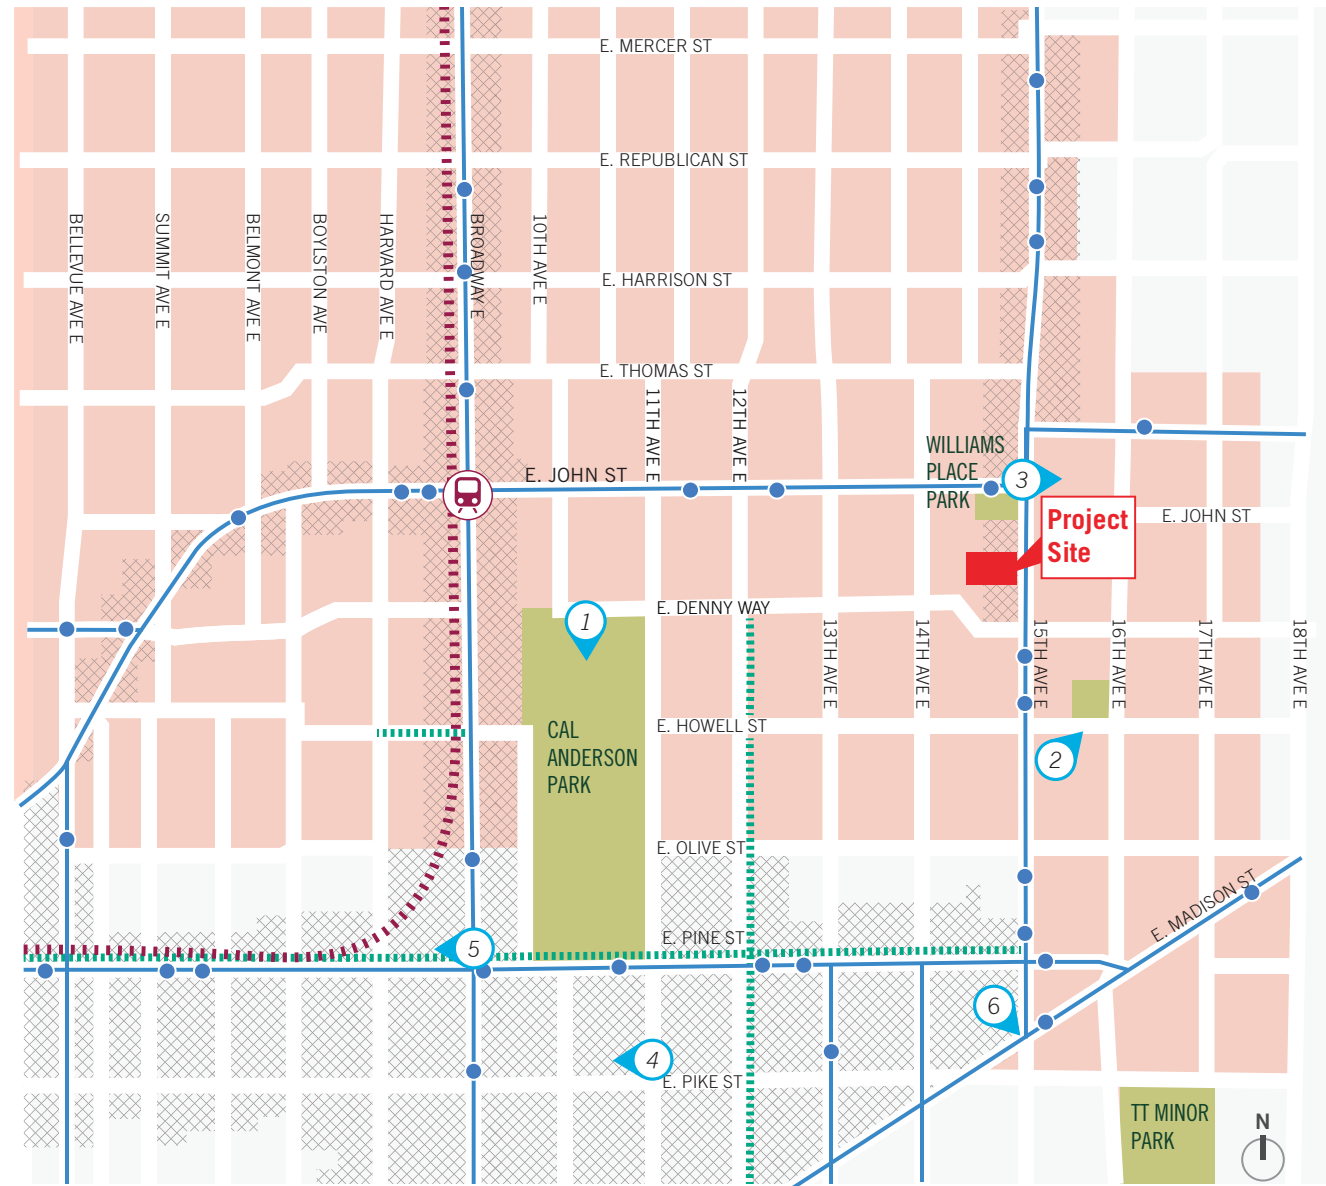 E. MERCER ST
E. REPUBLICAN ST
BELLEVUE AVE E
SUMMIT AVE E
BELMONT AVE E
BOYLSTON AVE
HARVARD AVE E
BROADWAY E
10TH AVE E
E. HARRISON ST
E. THOMAS ST
11TH AVE E
12TH AVE E
WILLIAMS
PLACE
PARK
E. JOHN ST
3
Project
Site
E. JOHN ST
E. DENNY WAY
1
13TH AVE E
14TH AVE E
15TH AVE E
16TH AVE E
17TH AVE E
18TH AVE E
CAL
ANDERSON
PARK
E. HOWELL ST
2
E. OLIVE ST
E. MADISON ST
E. PINE ST
5
6
4
E. PIKE ST
TT MINOR
PARK
N